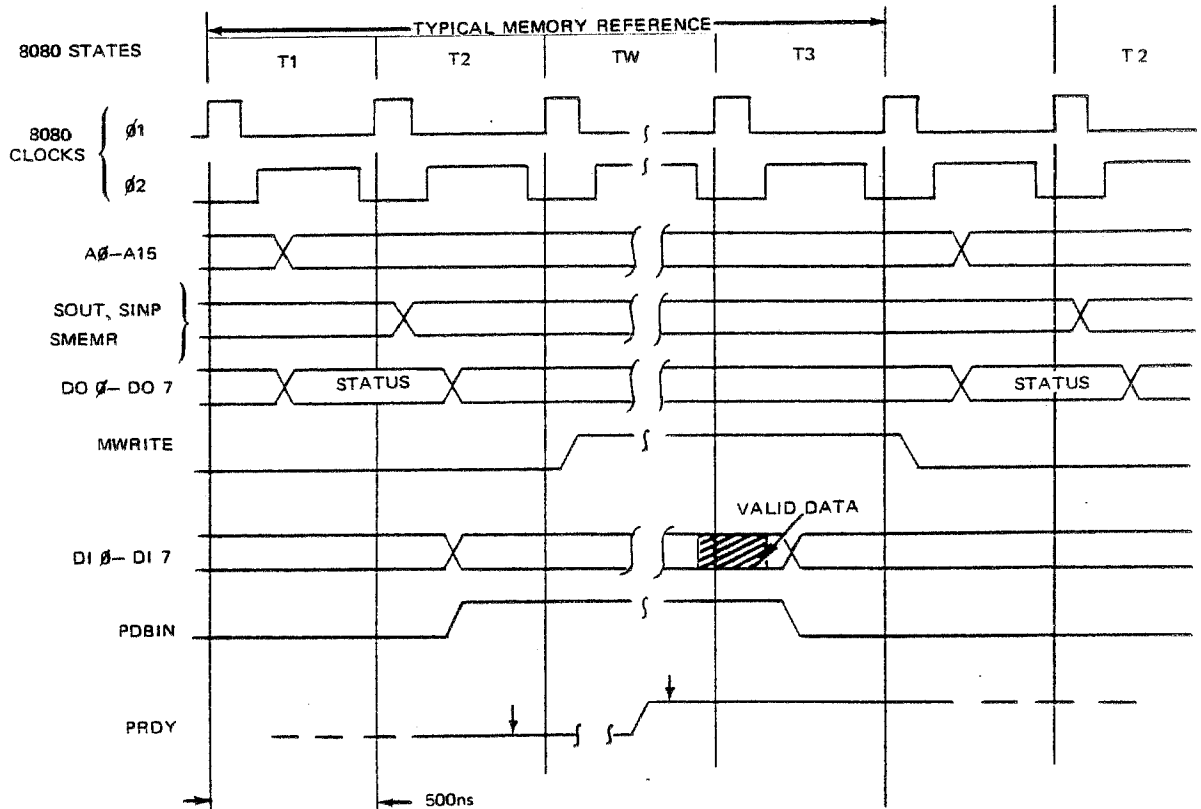 TYPICAL MEMORY REFERENCE
8080 STATES
T1 T2 TW T3 T2
8080 CLOCKS
Ø1
Ø2
AØ–A15
SOUT, SINP
SMEMR
DO Ø– DO 7
STATUS STATUS
MWRITE
VALID DATA
DI Ø– DI 7
PDBIN
PRDY
500ns